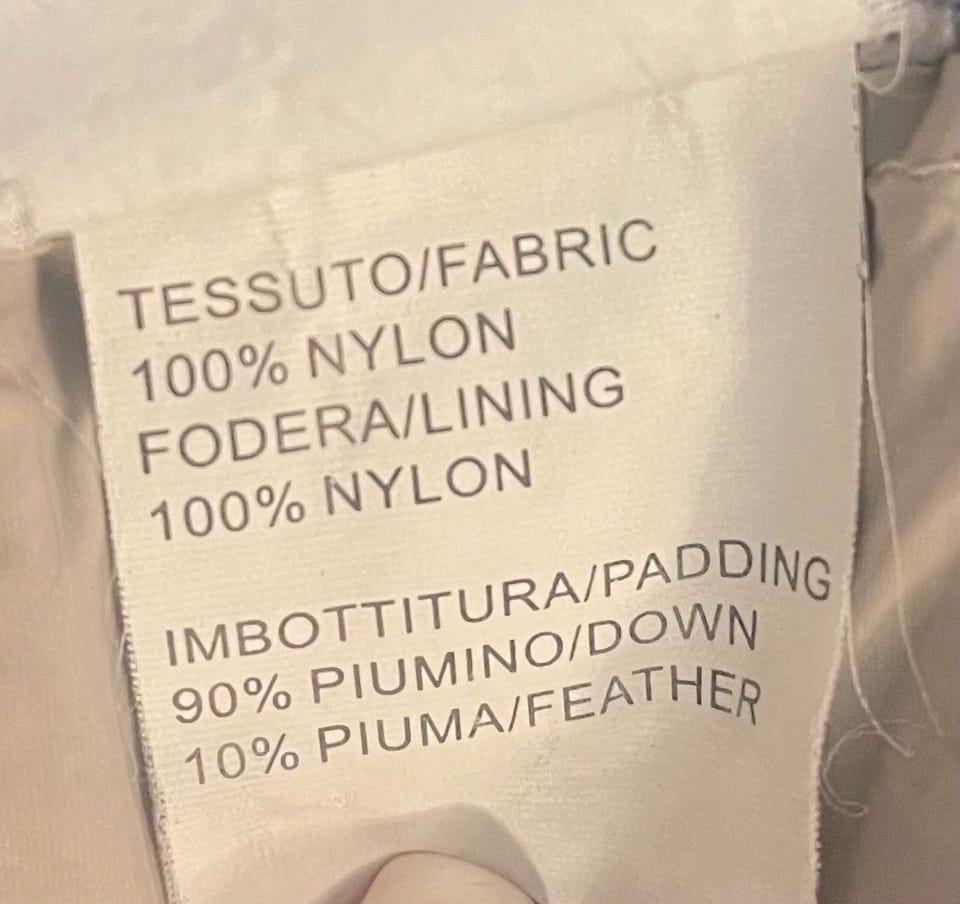 TESSUTO/FABRIC
100% NYLON
FODERA/LINING
100% NYLON
IMBOTTITURA/PADDING
90% PIUMINO/DOWN
10% PIUMA/FEATHER